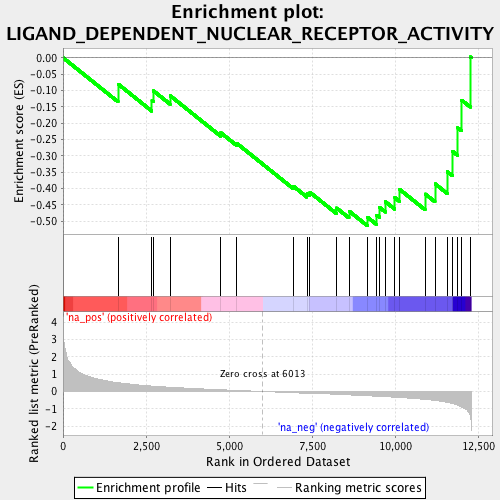 Enrichment plot:
LIGAND_DEPENDENT_NUCLEAR_RECEPTOR_ACTIVITY
Enrichment score (ES)
0.00
-0.05
-0.10
-0.15
-0.20
-0.25
-0.30
-0.35
-0.40
-0.45
-0.50
'na_pos' (positively correlated)
Ranked list metric (PreRanked)
4
3
2
1
0
-1
-2
Zero cross at 6013
'na_neg' (negatively correlated)
0 2,500 5,000 7,500 10,000 12,500
Rank in Ordered Dataset
Enrichment profile Hits Ranking metric scores